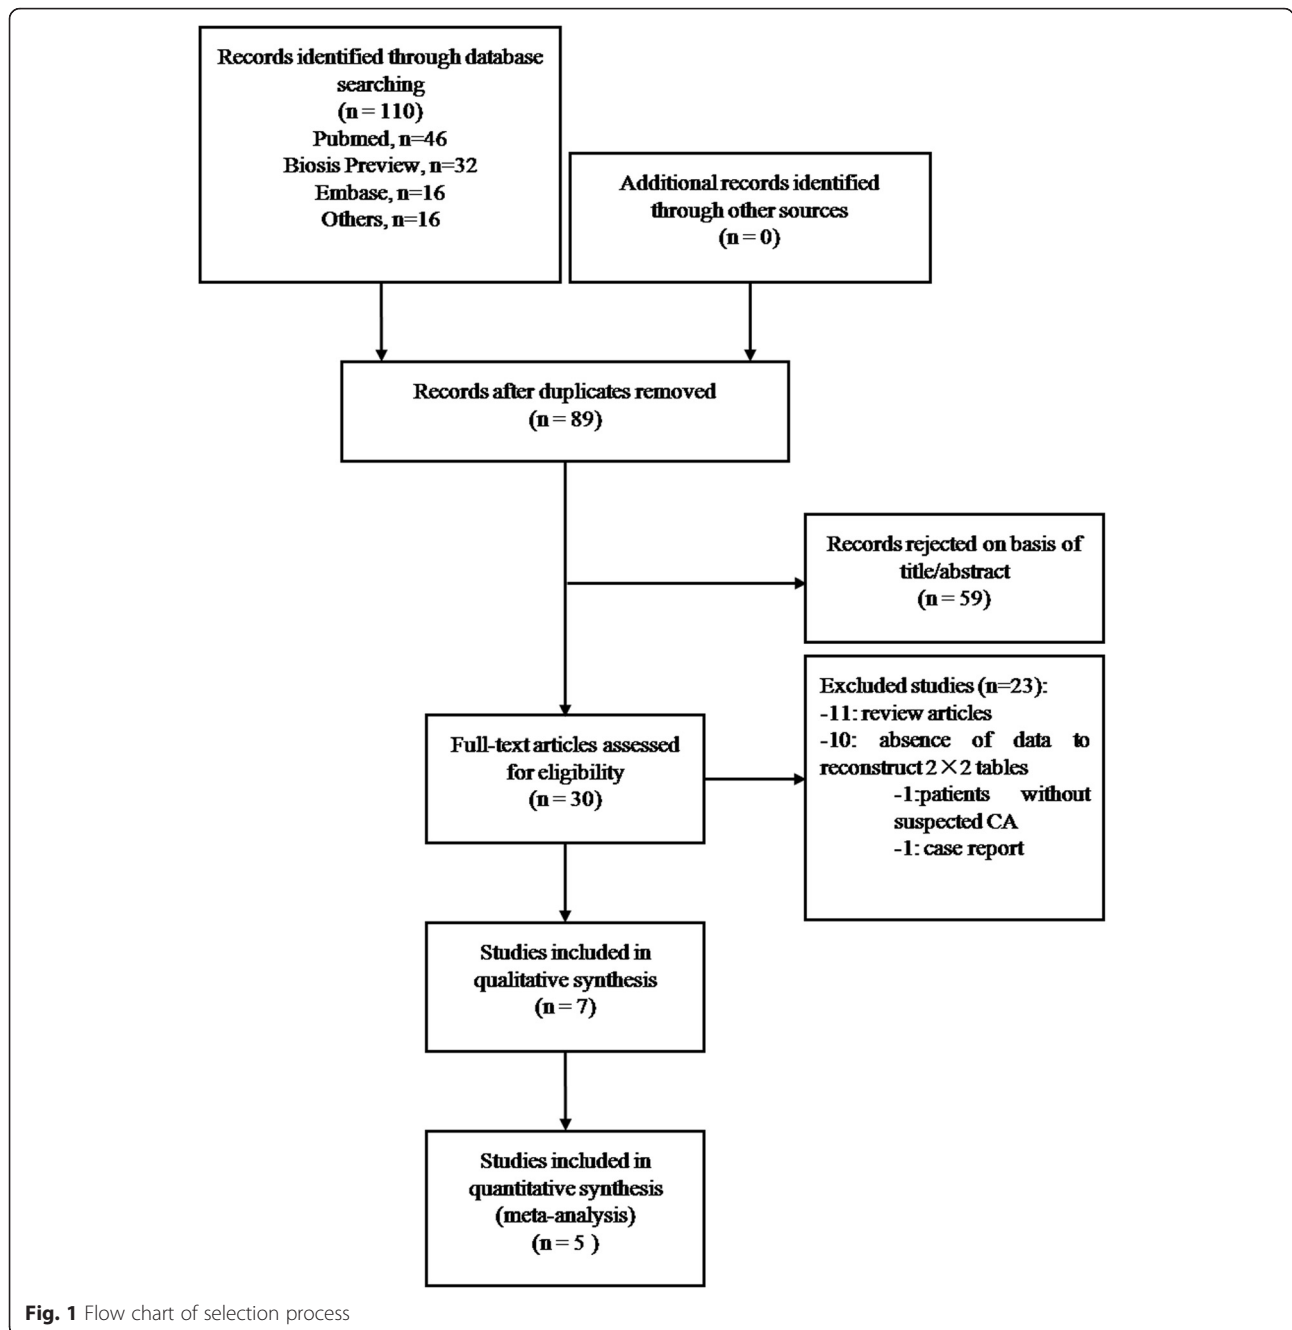 Records identified through database
searching
(n = 110)
Pubmed, n=46
Biosis Preview, n=32
Embase, n=16
Others, n=16
Additional records identified
through other sources
(n = 0)
Records after duplicates removed
(n = 89)
Records rejected on basis of
title/abstract
(n = 59)
Full-text articles assessed
for eligibility
(n = 30)
Excluded studies (n=23):
-11: review articles
-10: absence of data to
reconstruct 2×2 tables
-1:patients without
suspected CA
-1: case report
Studies included in
qualitative synthesis
(n = 7)
Studies included in
quantitative synthesis
(meta-analysis)
(n = 5 )
Fig. 1 Flow chart of selection process